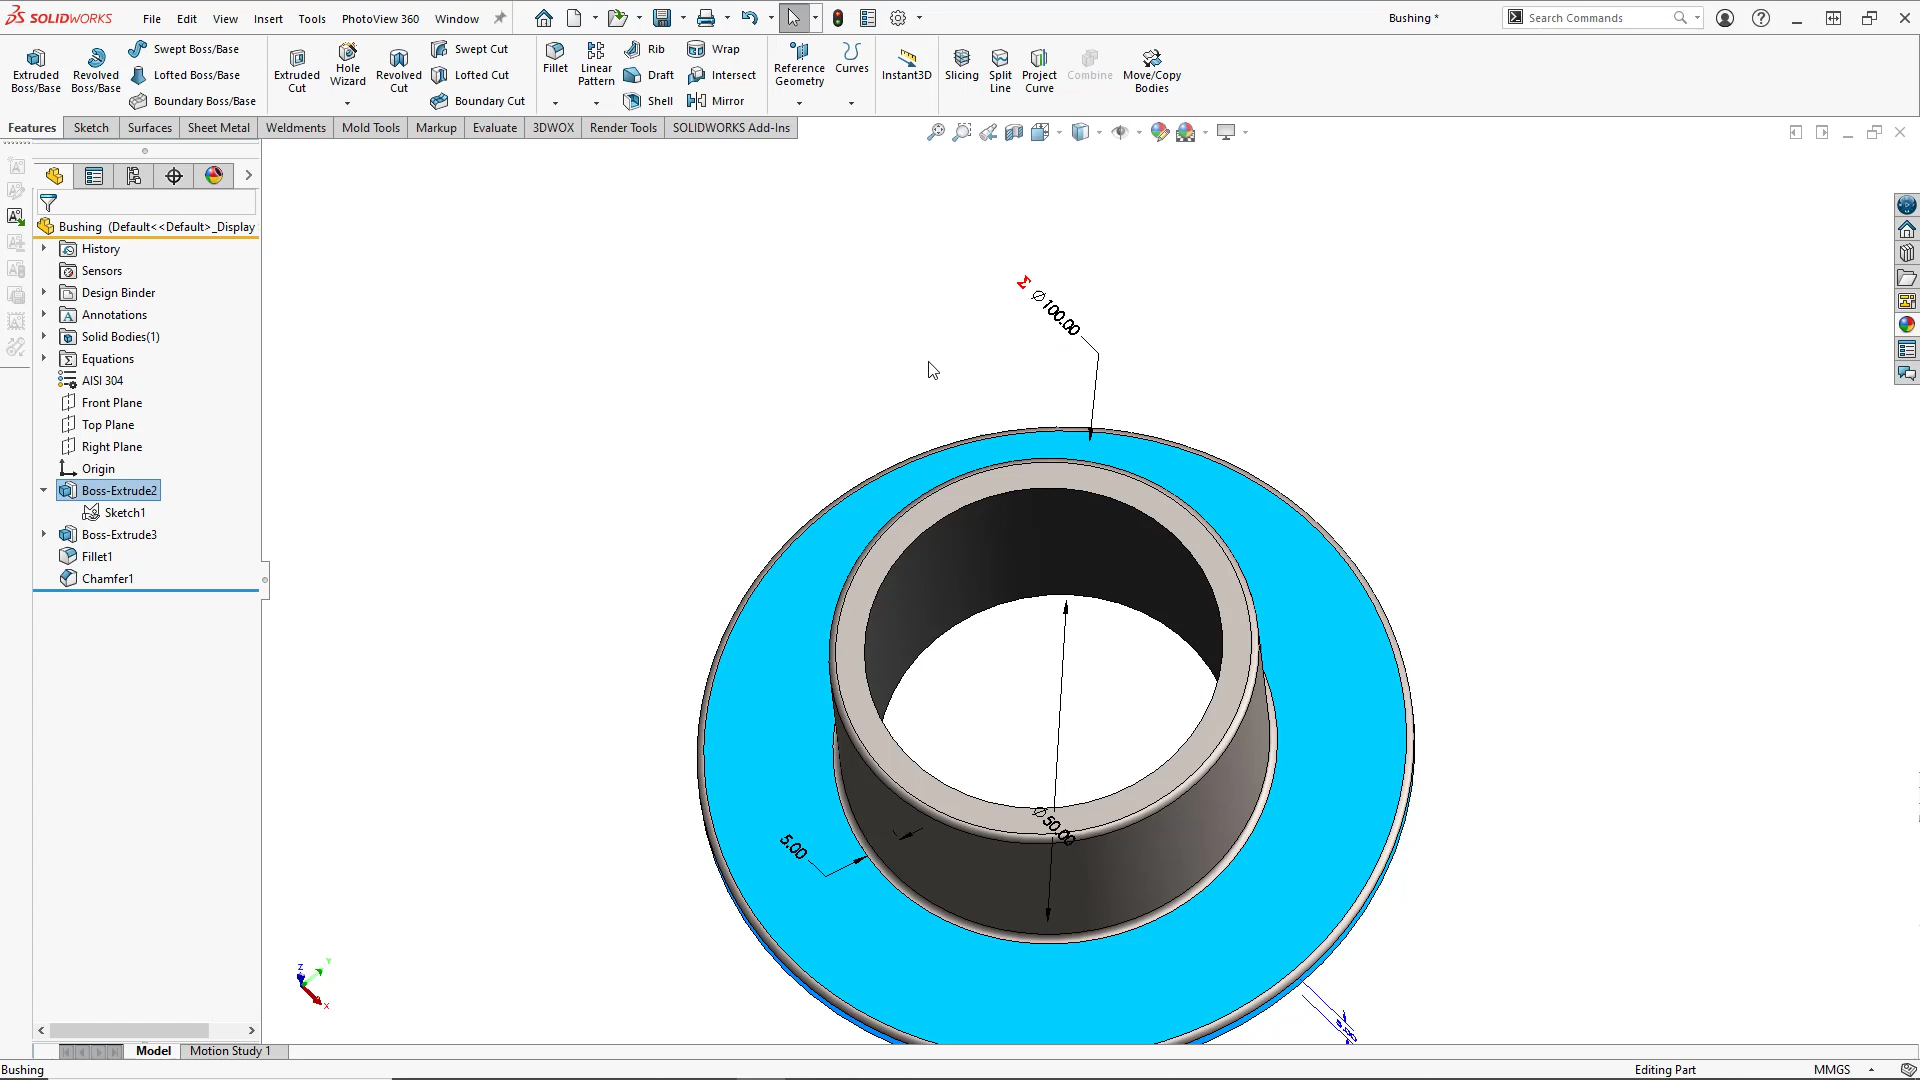 SOLIDWORKS File Edit View Insert Tools PhotoView 360 Window Bushing * Search Commands
Extruded Boss/Base
Revolved Boss/Base
Swept Boss/Base
Lofted Boss/Base
Boundary Boss/Base
Extruded Cut
Hole Wizard
Revolved Cut
Swept Cut
Lofted Cut
Boundary Cut
Fillet
Linear Pattern
Rib
Draft
Shell
Wrap
Intersect
Mirror
Reference Geometry
Curves
Instant3D
Slicing
Split Line
Project Curve
Combine
Move/Copy Bodies
Features Sketch Surfaces Sheet Metal Weldments Mold Tools Markup Evaluate 3DWOX Render Tools SOLIDWORKS Add-Ins
Bushing (Default<<Default>_Display
History
Sensors
Design Binder
Annotations
Solid Bodies(1)
Equations
AISI 304
Front Plane
Top Plane
Right Plane
Origin
Boss-Extrude2
Sketch1
Boss-Extrude3
Fillet1
Chamfer1
Σ ∅100.00
∅50.00
5.00
Z Y X
Model Motion Study 1
Bushing Editing Part MMGS